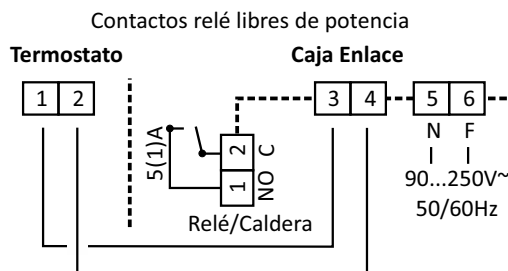 Contactos relé libres de potencia
Termostato
Caja Enlace
1 2
3 4
5 6
5(1)A
2 C
1 NO
N F
90...250V~
50/60Hz
Relé/Caldera